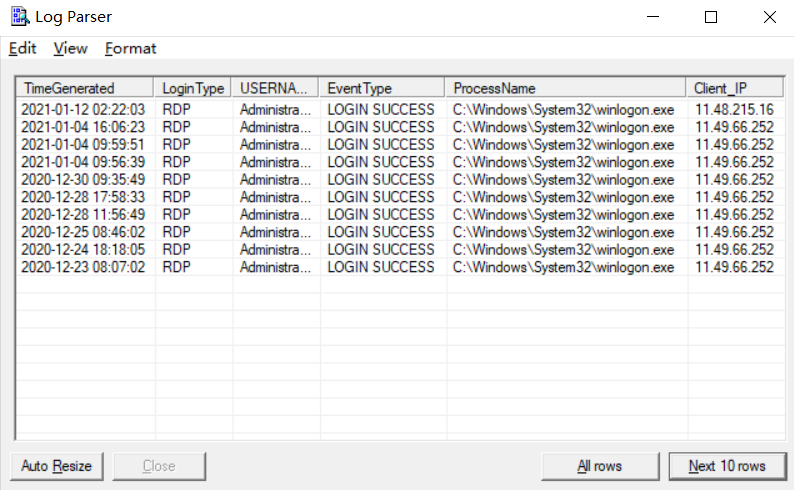 Log Parser
Edit View Format
TimeGenerated LoginType USERNA... EventType ProcessName Client_IP
2021-01-12 02:22:03 RDP Administra... LOGIN SUCCESS C:\Windows\System32\winlogon.exe 11.48.215.16
2021-01-04 16:06:23 RDP Administra... LOGIN SUCCESS C:\Windows\System32\winlogon.exe 11.49.66.252
2021-01-04 09:59:51 RDP Administra... LOGIN SUCCESS C:\Windows\System32\winlogon.exe 11.49.66.252
2021-01-04 09:56:39 RDP Administra... LOGIN SUCCESS C:\Windows\System32\winlogon.exe 11.49.66.252
2020-12-30 09:35:49 RDP Administra... LOGIN SUCCESS C:\Windows\System32\winlogon.exe 11.49.66.252
2020-12-28 17:58:33 RDP Administra... LOGIN SUCCESS C:\Windows\System32\winlogon.exe 11.49.66.252
2020-12-28 11:56:49 RDP Administra... LOGIN SUCCESS C:\Windows\System32\winlogon.exe 11.49.66.252
2020-12-25 08:46:02 RDP Administra... LOGIN SUCCESS C:\Windows\System32\winlogon.exe 11.49.66.252
2020-12-24 18:18:05 RDP Administra... LOGIN SUCCESS C:\Windows\System32\winlogon.exe 11.49.66.252
2020-12-23 08:07:02 RDP Administra... LOGIN SUCCESS C:\Windows\System32\winlogon.exe 11.49.66.252
Auto Resize Close All rows Next 10 rows